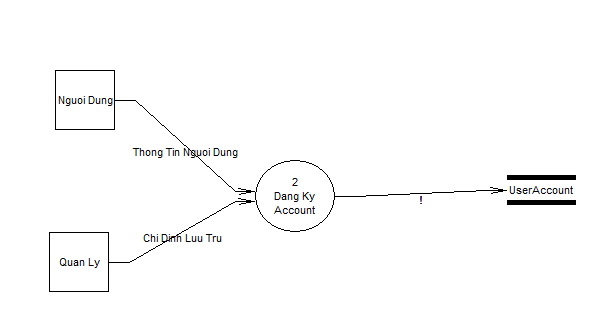 Nguoi Dung
Thong Tin Nguoi Dung
2
Dang Ky
Account
UserAccount
!
Chi Dinh Luu Tru
Quan Ly